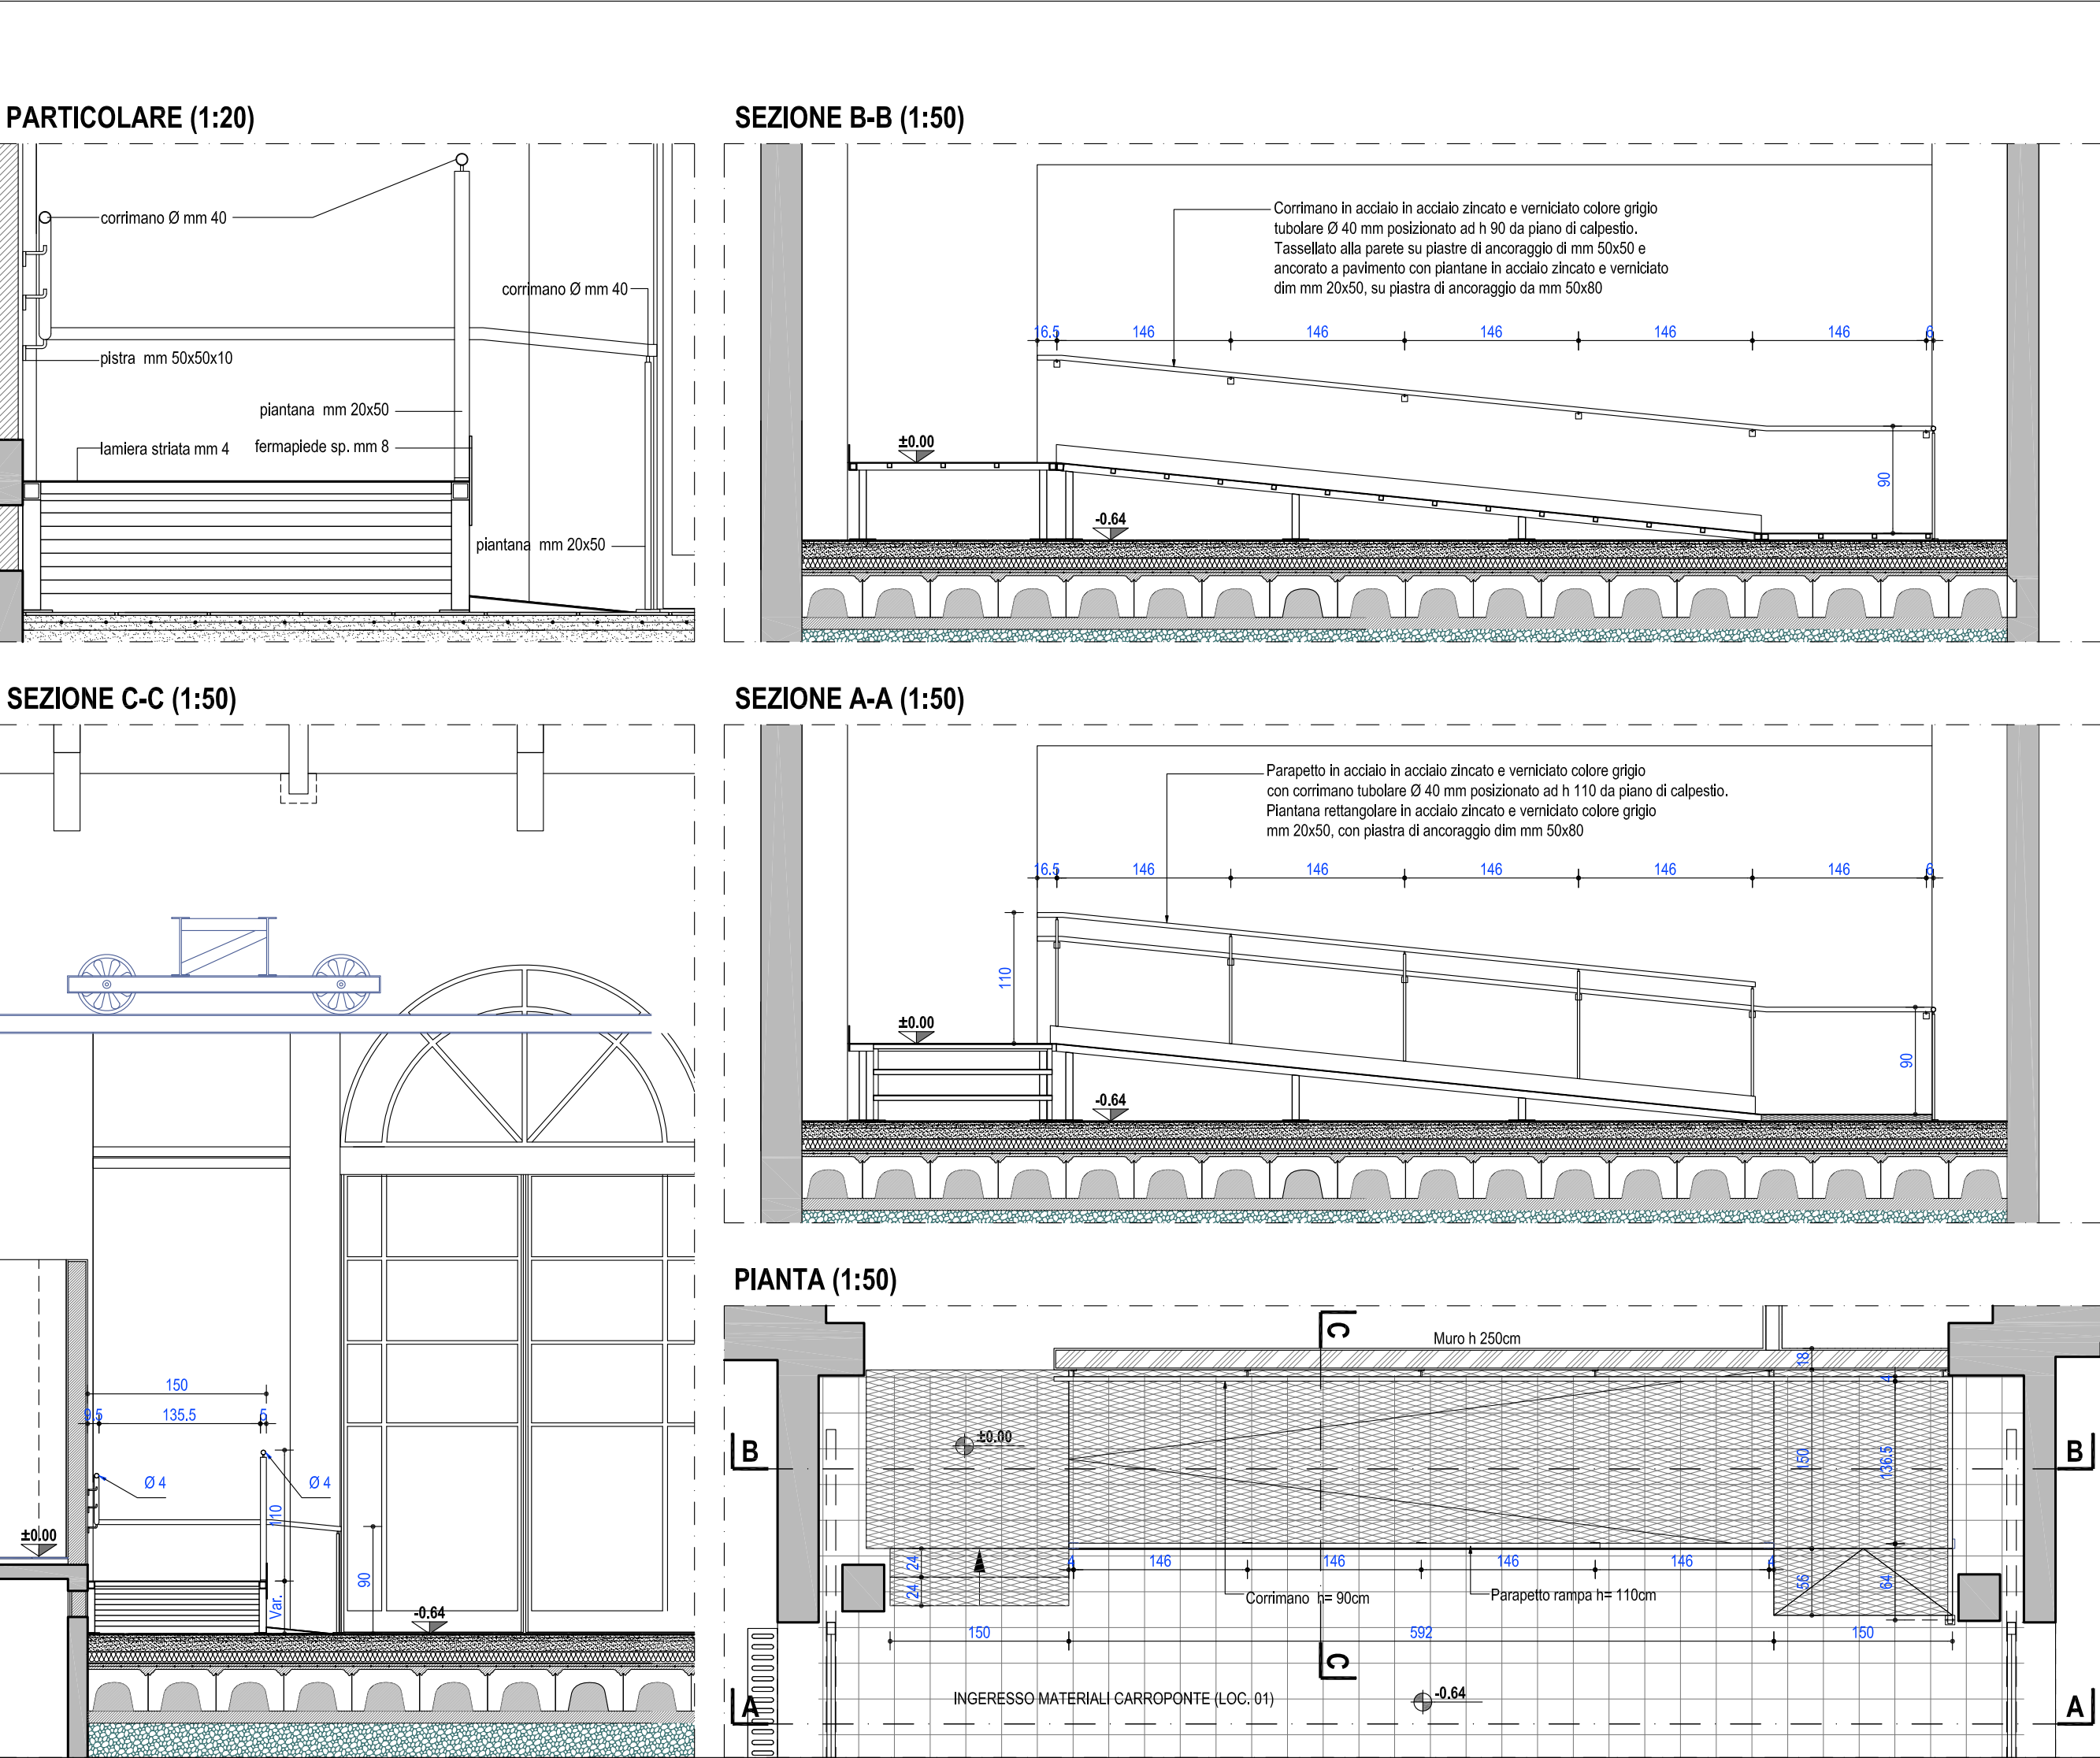 PARTICOLARE (1:20)
corrimano Ø mm 40
corrimano Ø mm 40
pistra mm 50x50x10
piantana mm 20x50
lamiera striata mm 4
fermapiede sp. mm 8
piantana mm 20x50
SEZIONE B-B (1:50)
Corrimano in acciaio in acciaio zincato e verniciato colore grigio
tubolare Ø 40 mm posizionato ad h 90 da piano di calpestio.
Tassellato alla parete su piastre di ancoraggio di mm 50x50 e
ancorato a pavimento con piantane in acciaio zincato e verniciato
dim mm 20x50, su piastra di ancoraggio da mm 50x80
16.5 146 146 146 146 146 6
±0.00
90
-0.64
SEZIONE C-C (1:50)
150
9.5 135.5 5
Ø 4
Ø 4
110
±0.00
90
Var.
-0.64
SEZIONE A-A (1:50)
Parapetto in acciaio in acciaio zincato e verniciato colore grigio
con corrimano tubolare Ø 40 mm posizionato ad h 110 da piano di calpestio.
Piantana rettangolare in acciaio zincato e verniciato colore grigio
mm 20x50, con piastra di ancoraggio dim mm 50x80
16.5 146 146 146 146 146 6
110
±0.00
90
-0.64
PIANTA (1:50)
C
Muro h 250cm
18
4
±0.00
B
B
150
136.5
24
24
4 146 146 146 146 4
56
64
Corrimano h= 90cm
Parapetto rampa h= 110cm
150 592 150
C
INGERESSO MATERIALI CARROPONTE (LOC. 01)
-0.64
A
A